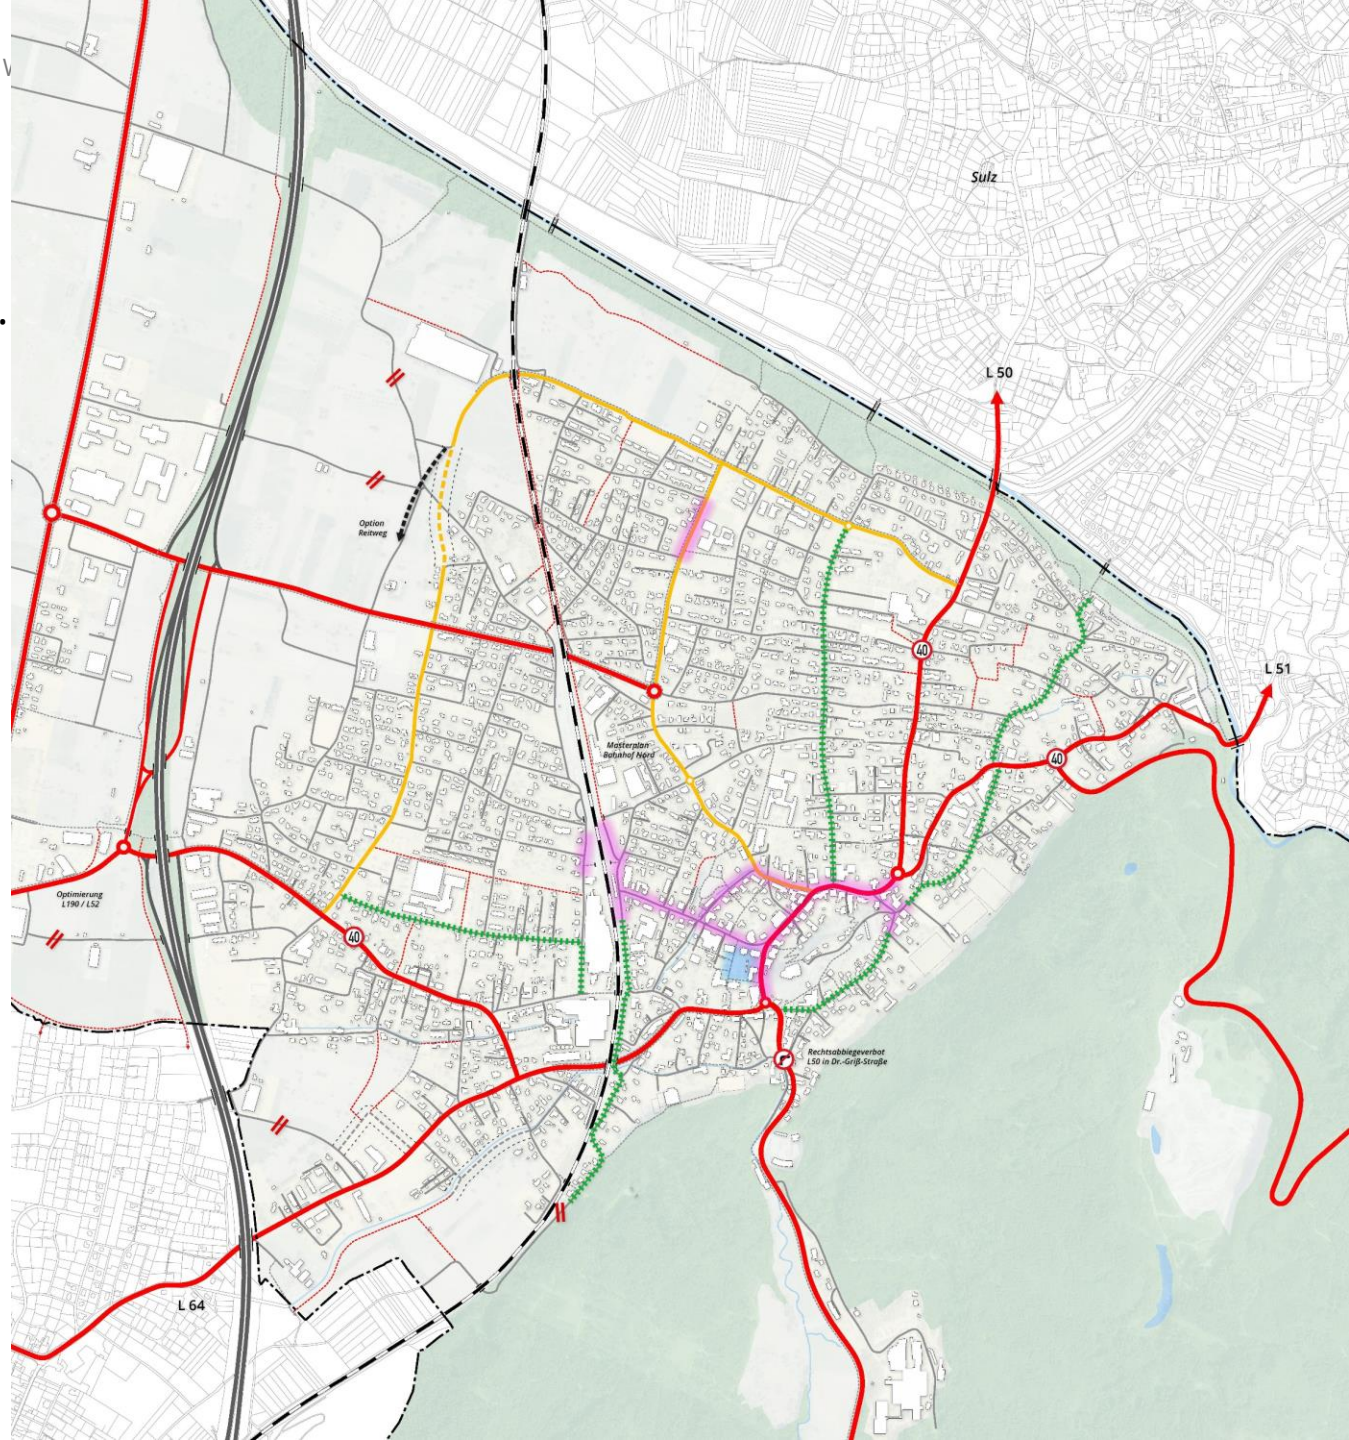 Sulz
L 50
Option
Reitweg
40
L 51
Masterplan
Bahnhof Nord
40
Optimierung
L190 / L52
40
Rechtsabbiegeverbot
L50 in Dr.-Griß-Straße
L 64